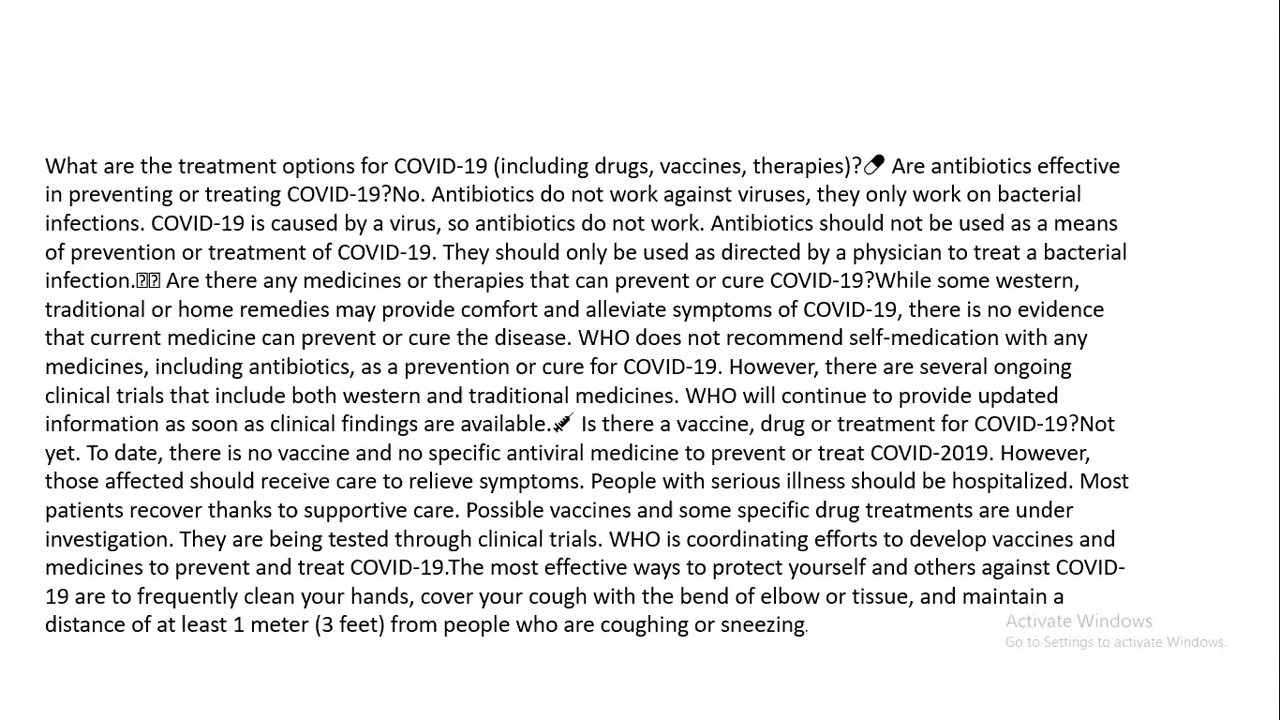 What are the treatment options for COVID-19 (including drugs, vaccines, therapies)?💊 Are antibiotics effective
in preventing or treating COVID-19?No. Antibiotics do not work against viruses, they only work on bacterial
infections. COVID-19 is caused by a virus, so antibiotics do not work. Antibiotics should not be used as a means
of prevention or treatment of COVID-19. They should only be used as directed by a physician to treat a bacterial
infection. Are there any medicines or therapies that can prevent or cure COVID-19?While some western,
traditional or home remedies may provide comfort and alleviate symptoms of COVID-19, there is no evidence
that current medicine can prevent or cure the disease. WHO does not recommend self-medication with any
medicines, including antibiotics, as a prevention or cure for COVID-19. However, there are several ongoing
clinical trials that include both western and traditional medicines. WHO will continue to provide updated
information as soon as clinical findings are available.💉 Is there a vaccine, drug or treatment for COVID-19?Not
yet. To date, there is no vaccine and no specific antiviral medicine to prevent or treat COVID-2019. However,
those affected should receive care to relieve symptoms. People with serious illness should be hospitalized. Most
patients recover thanks to supportive care. Possible vaccines and some specific drug treatments are under
investigation. They are being tested through clinical trials. WHO is coordinating efforts to develop vaccines and
medicines to prevent and treat COVID-19.The most effective ways to protect yourself and others against COVID-
19 are to frequently clean your hands, cover your cough with the bend of elbow or tissue, and maintain a
distance of at least 1 meter (3 feet) from people who are coughing or sneezing.
Activate Windows
Go to Settings to activate Windows.